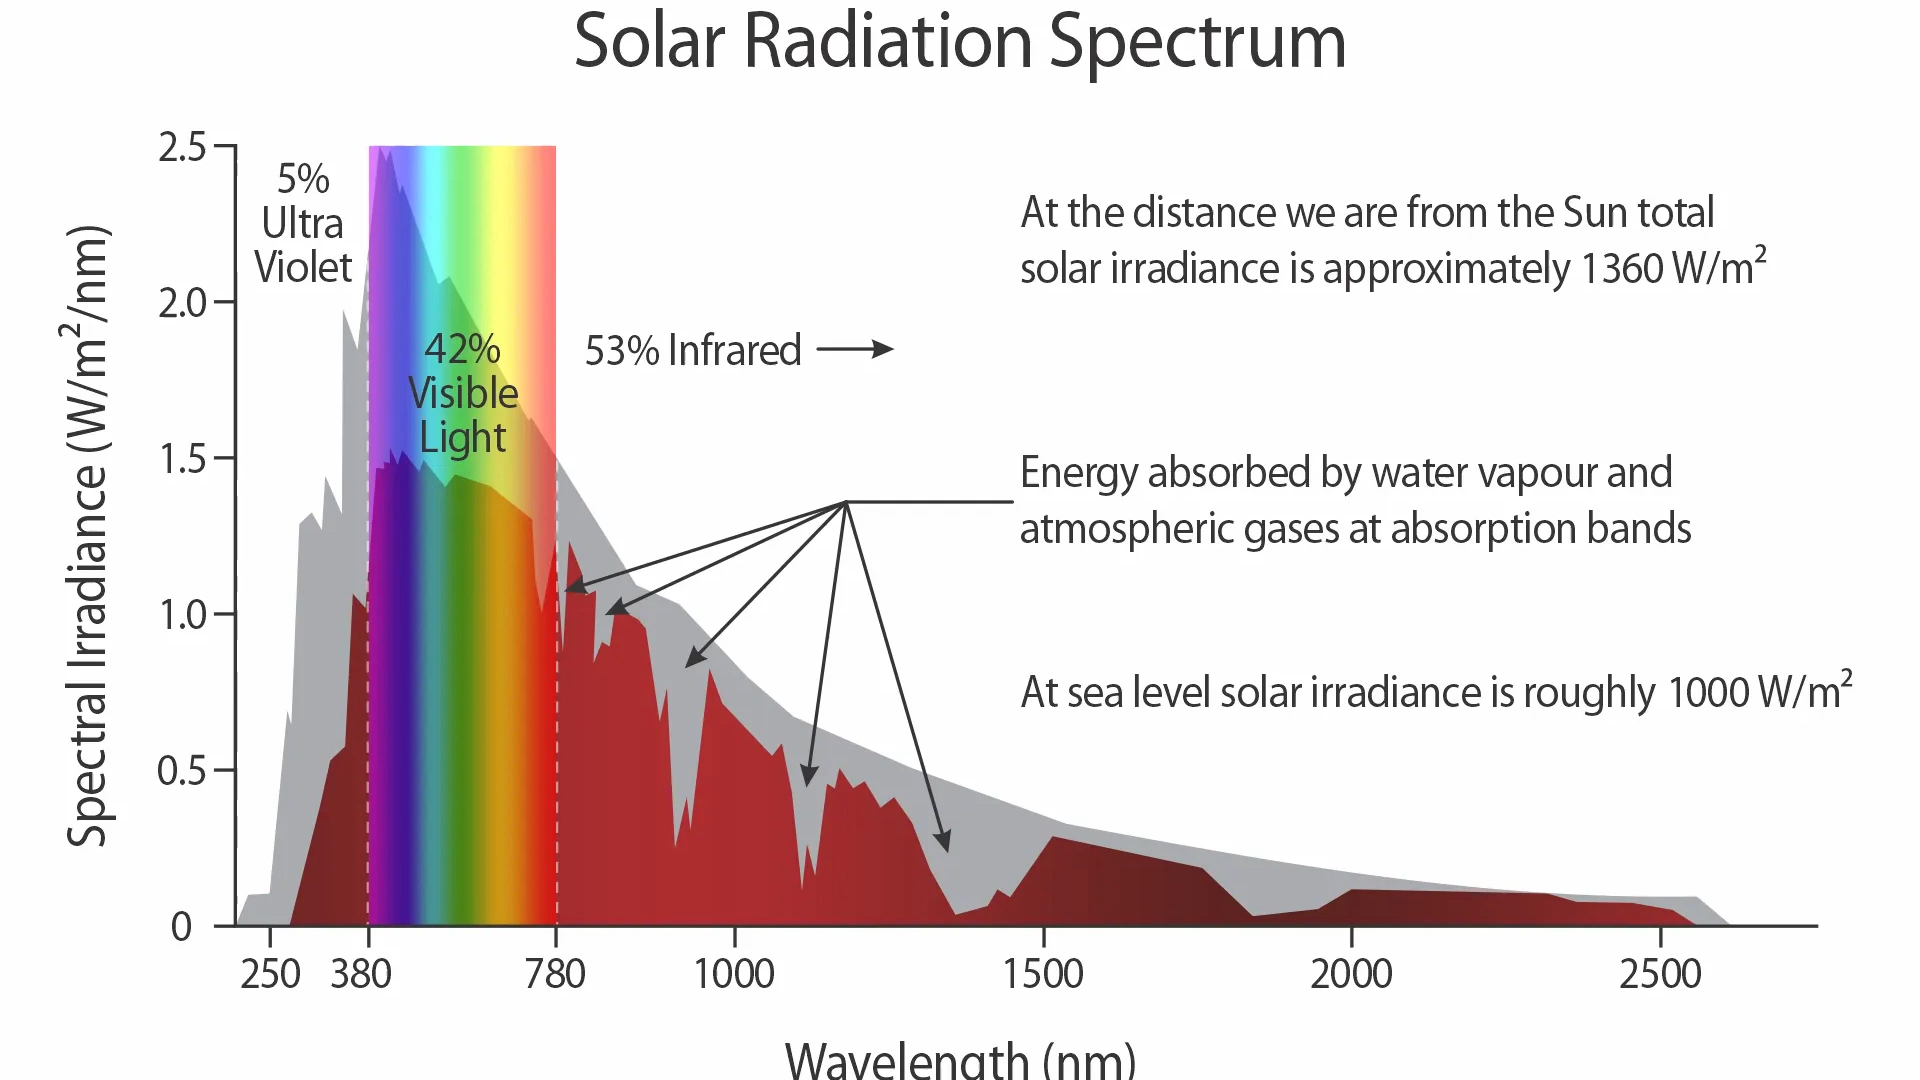 Solar Radiation Spectrum
Spectral Irradiance (W/m²/nm)
2.5
2.0
1.5
1.0
0.5
0
5%
Ultra
Violet
42%
Visible
Light
53% Infrared
At the distance we are from the Sun total
solar irradiance is approximately 1360 W/m²
Energy absorbed by water vapour and
atmospheric gases at absorption bands
At sea level solar irradiance is roughly 1000 W/m²
250 380 780 1000 1500 2000 2500
Wavelength (nm)